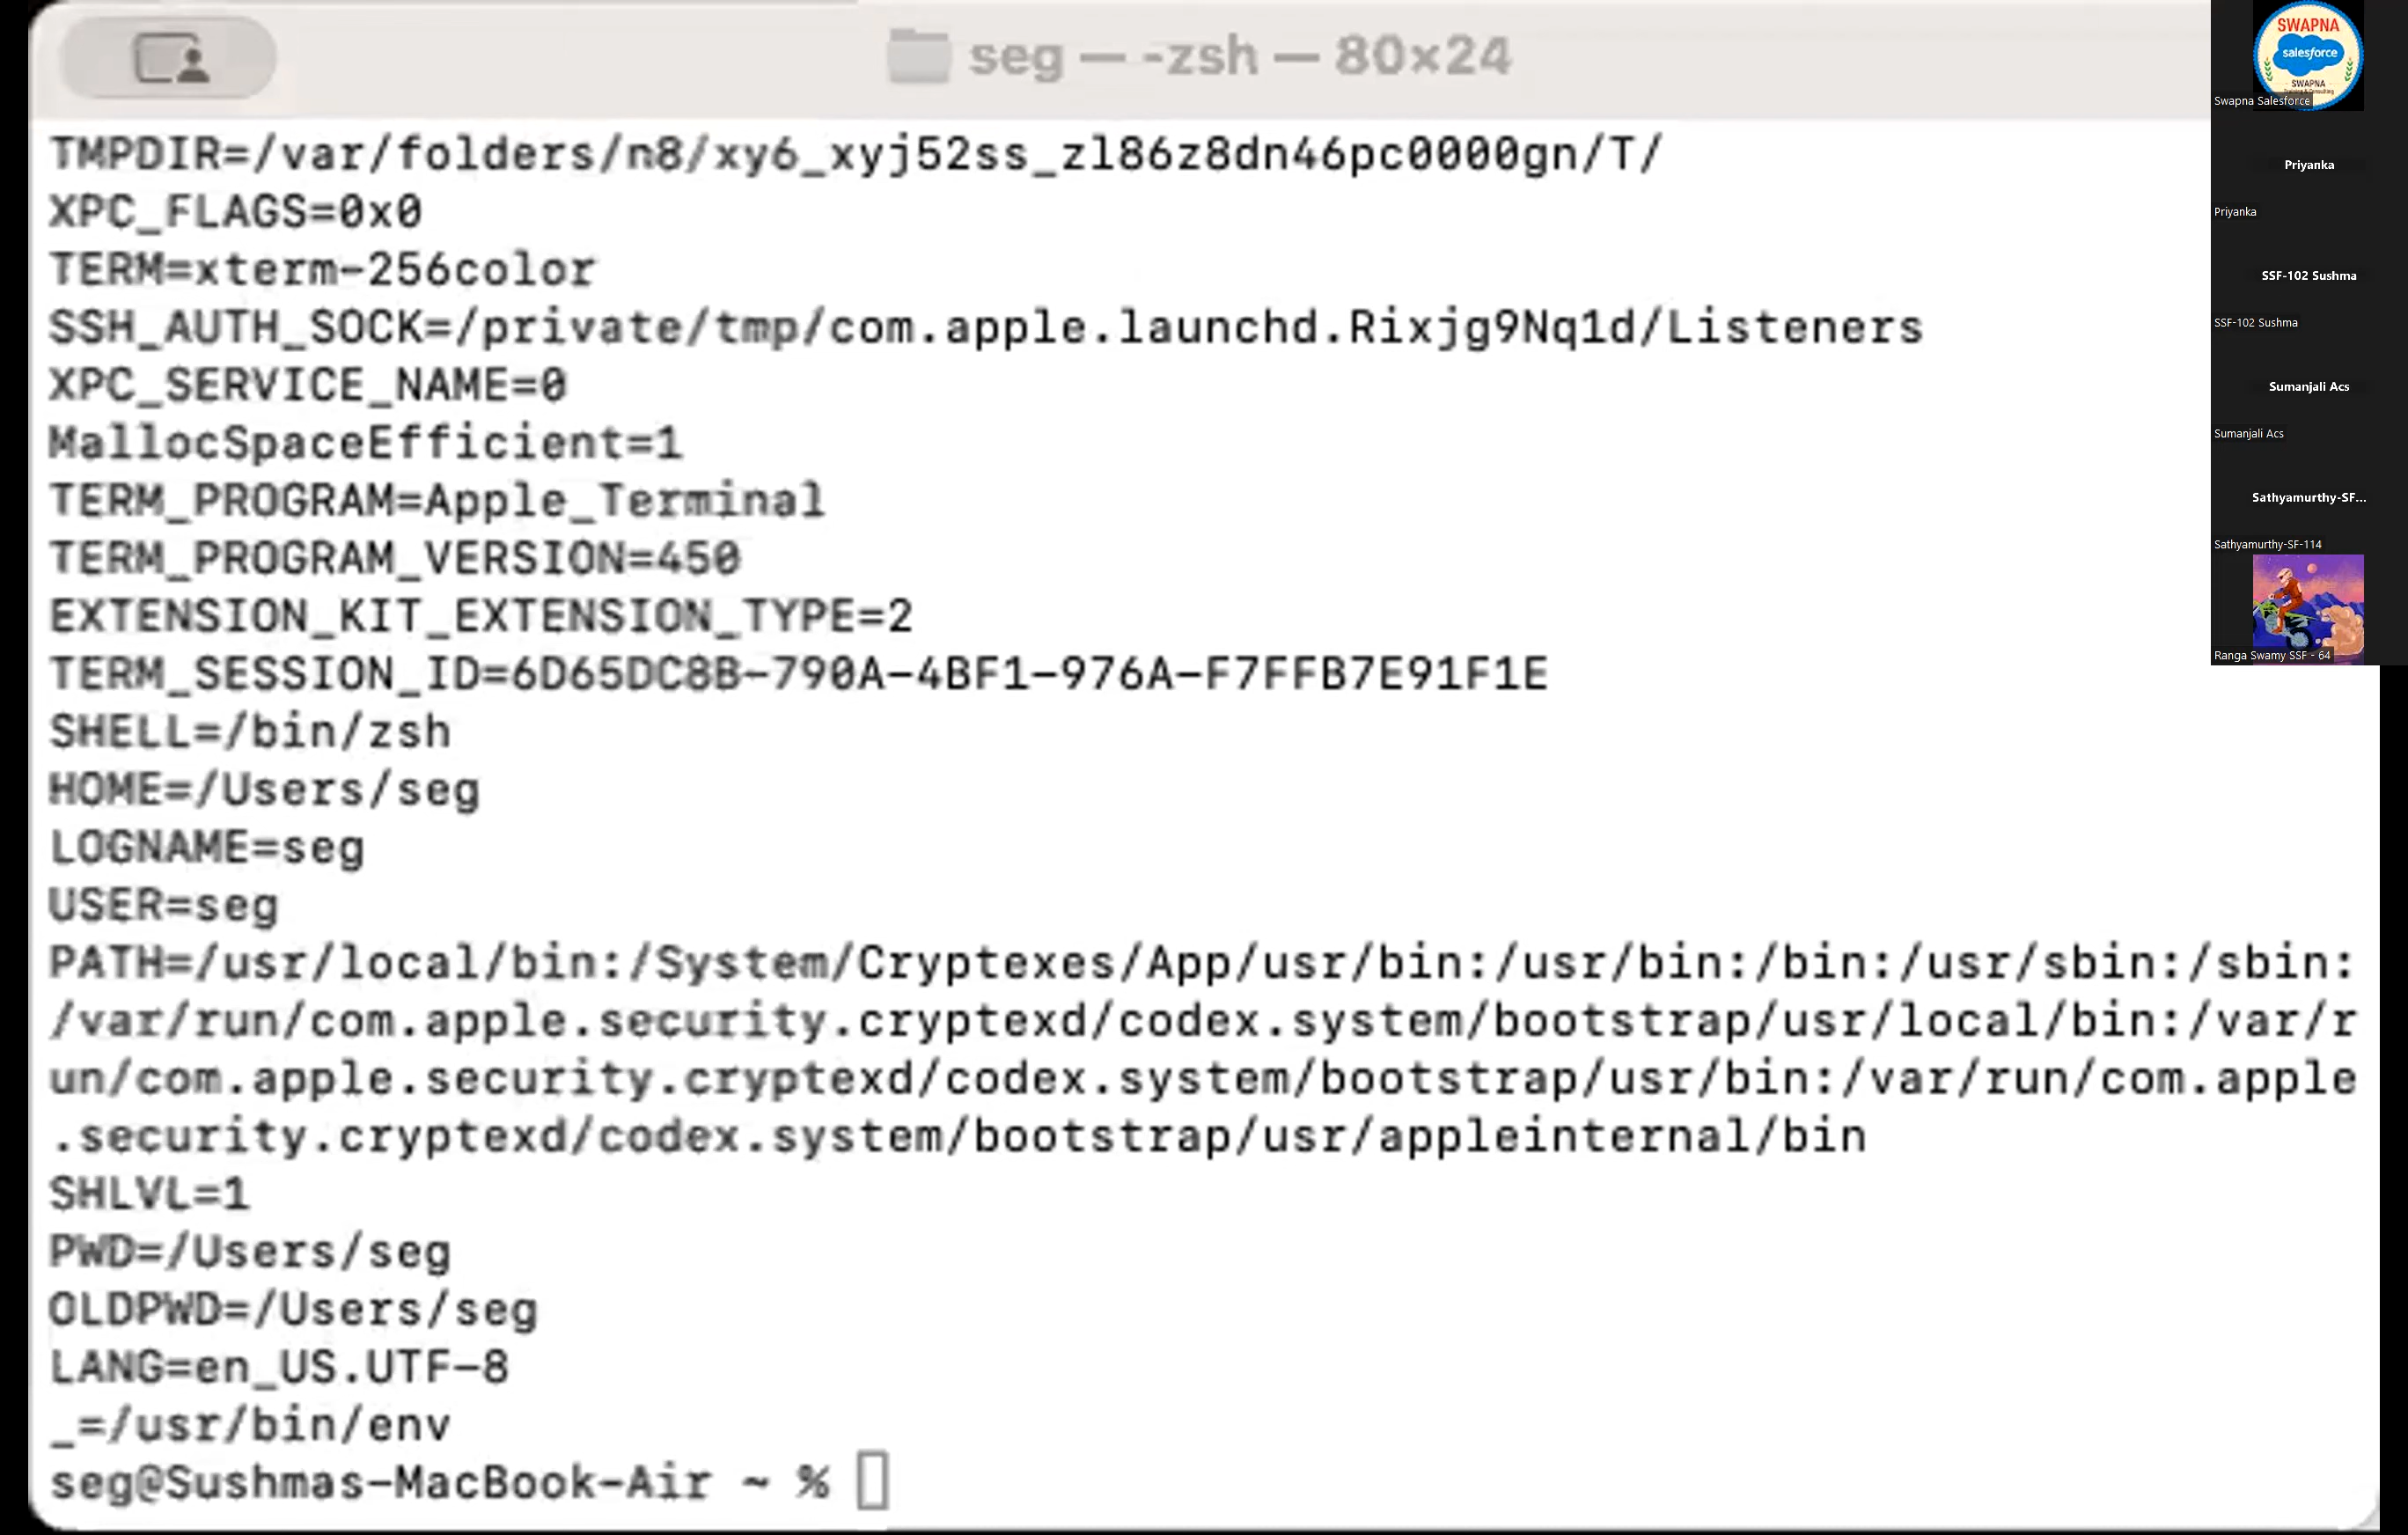 seg — -zsh — 80×24
TMPDIR=/var/folders/n8/xy6_xyj52ss_zl86z8dn46pc0000gn/T/
XPC_FLAGS=0x0
TERM=xterm-256color
SSH_AUTH_SOCK=/private/tmp/com.apple.launchd.Rixjg9Nq1d/Listeners
XPC_SERVICE_NAME=0
MallocSpaceEfficient=1
TERM_PROGRAM=Apple_Terminal
TERM_PROGRAM_VERSION=450
EXTENSION_KIT_EXTENSION_TYPE=2
TERM_SESSION_ID=6D65DC8B-790A-4BF1-976A-F7FFB7E91F1E
SHELL=/bin/zsh
HOME=/Users/seg
LOGNAME=seg
USER=seg
PATH=/usr/local/bin:/System/Cryptexes/App/usr/bin:/usr/bin:/bin:/usr/sbin:/sbin:
/var/run/com.apple.security.cryptexd/codex.system/bootstrap/usr/local/bin:/var/r
un/com.apple.security.cryptexd/codex.system/bootstrap/usr/bin:/var/run/com.apple
.security.cryptexd/codex.system/bootstrap/usr/appleinternal/bin
SHLVL=1
PWD=/Users/seg
OLDPWD=/Users/seg
LANG=en_US.UTF-8
_=/usr/bin/env
seg@Sushmas-MacBook-Air ~ %
SWAPNA
salesforce
SWAPNA
Swapna Salesforce
Priyanka
Priyanka
SSF-102 Sushma
SSF-102 Sushma
Sumanjali Acs
Sumanjali Acs
Sathyamurthy-SF...
Sathyamurthy-SF-114
Ranga Swamy SSF - 64